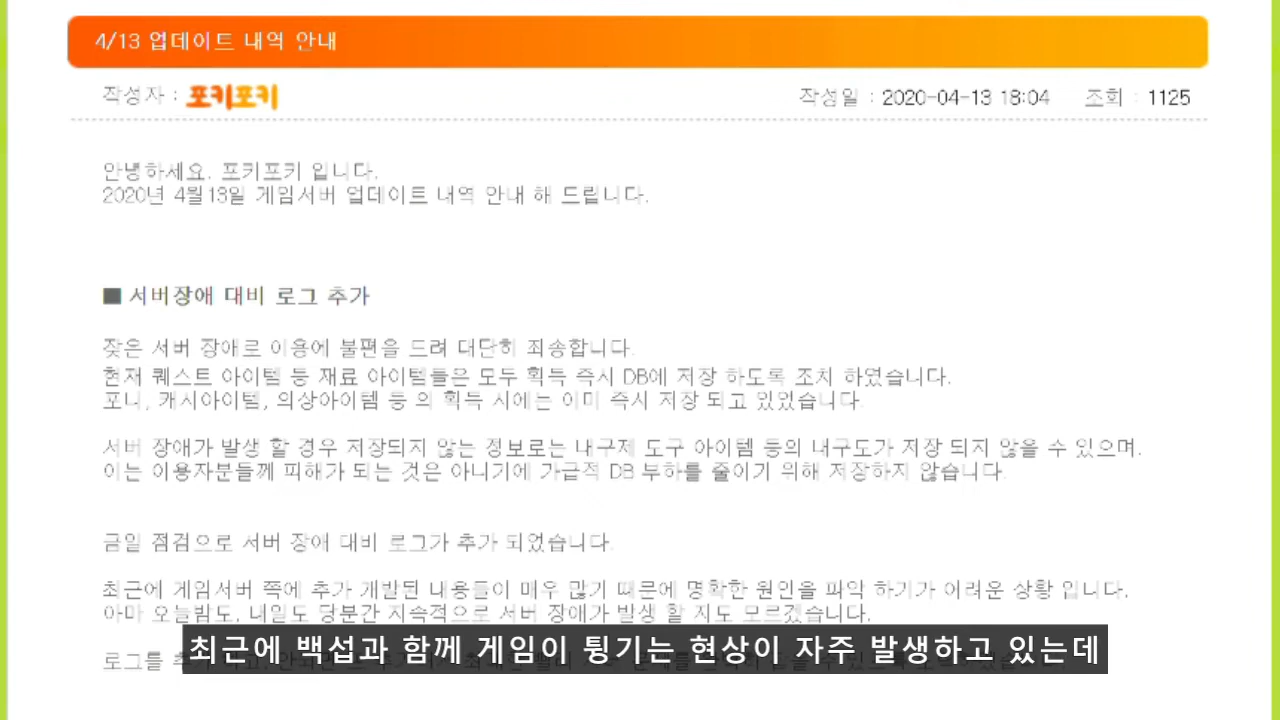 4/13 업데이트 내역 안내
작성자 : 포키포키
작성일 : 2020-04-13 18:04 조회 : 1125
안녕하세요. 포키포키 입니다.
2020년 4월13일 게임서버 업데이트 내역 안내 해 드립니다.
■ 서버장애 대비 로그 추가
잦은 서버 장애로 이용에 불편을 드려 대단히 죄송합니다.
현재 퀘스트 아이템 등 재료 아이템들은 모두 획득 즉시 DB에 저장 하도록 조치 하였습니다.
포니, 캐시아이템, 의상아이템 등 의 획득 시에는 이미 즉시 저장 되고 있었습니다.
서버 장애가 발생 할 경우 저장되지 않는 정보로는 내구제 도구 아이템 등의 내구도가 저장 되지 않을 수 있으며.
이는 이용자분들께 피해가 되는 것은 아니기에 가급적 DB 부하를 줄이기 위해 저장하지 않습니다.
금일 점검으로 서버 장애 대비 로그가 추가 되었습니다.
최근에 게임서버 쪽에 추가 개발된 내용들이 매우 많기 때문에 명확한 원인을 파악 하기가 어려운 상황 입니다.
아마 오늘밤도, 내일도 당분간 지속적으로 서버 장애가 발생 할 지도 모르겠습니다.
로그를
최근에 백섭과 함께 게임이 튕기는 현상이 자주 발생하고 있는데